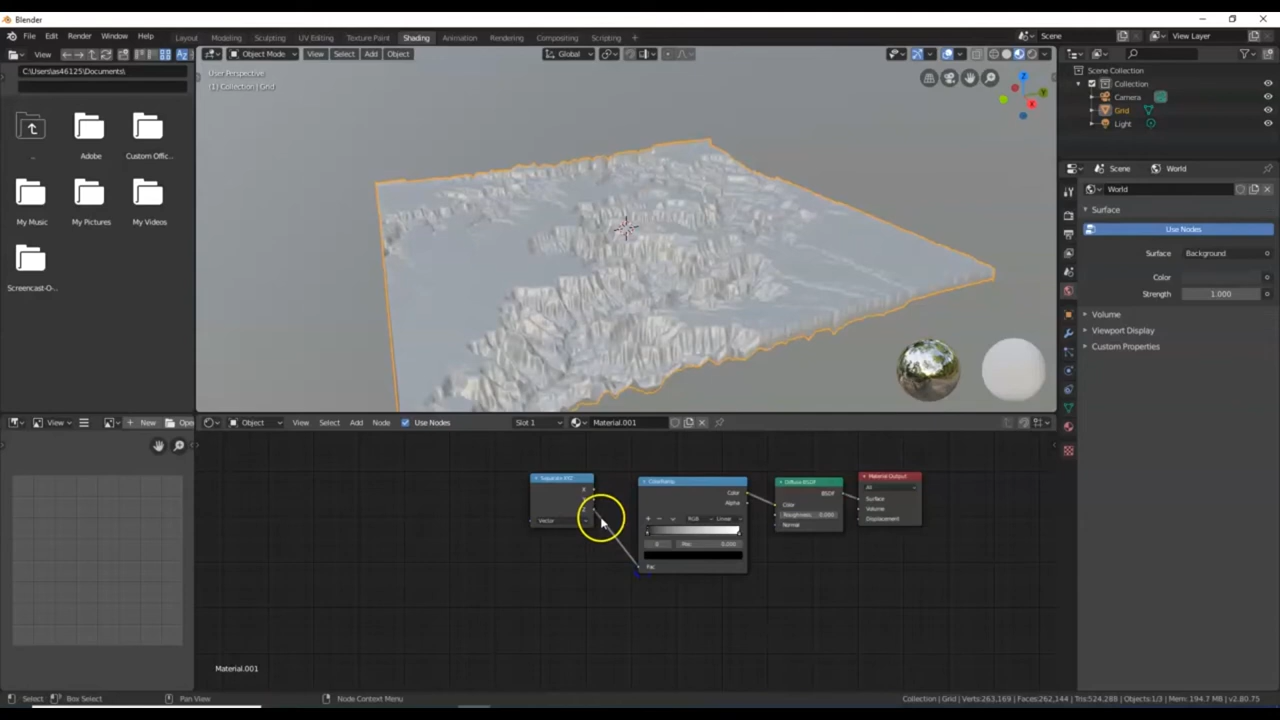 Blender
File Edit Render Window Help Layout Modeling Sculpting UV Editing Texture Paint Shading Animation Rendering Compositing Scripting Scene View Layer
View Object Mode View Select Add Object Global
C:\Users\as46125\Documents\
User Perspective
(1) Collection | Grid
Z
Y
X
..
Adobe
Custom Offic...
My Music
My Pictures
My Videos
Screencast-O-...
Scene Collection
Collection
Camera
Grid
Light
Scene World
World
Surface
Use Nodes
Surface Background
Color
Strength 1.000
Volume
Viewport Display
Custom Properties
View New Open
Object View Select Add Node Use Nodes Slot 1 Material.001
Separate XYZ
X
Z
Vector
ColorRamp
Color
Alpha
RGB Linear
0 Pos: 0.000
Fac
Diffuse BSDF
BSDF
Color
Roughness: 0.000
Normal
Material Output
All
Surface
Volume
Displacement
Material.001
Select Box Select Pan View Node Context Menu Collection | Grid | Verts:263,169 | Faces:262,144 | Tris:524,288 | Objects:1/3 | Mem: 194.7 MB | v2.80.75